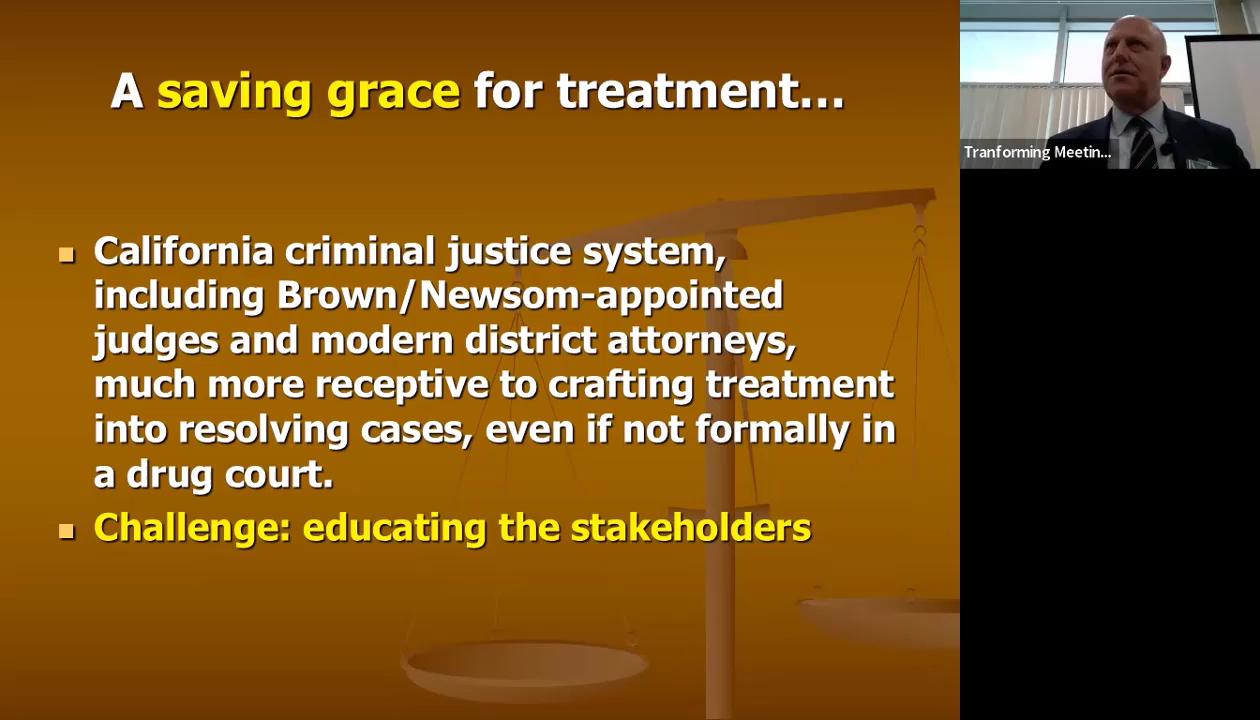 A saving grace for treatment...
California criminal justice system,
including Brown/Newsom-appointed
judges and modern district attorneys,
much more receptive to crafting treatment
into resolving cases, even if not formally in
a drug court.
Challenge: educating the stakeholders
Tranforming Meetin...